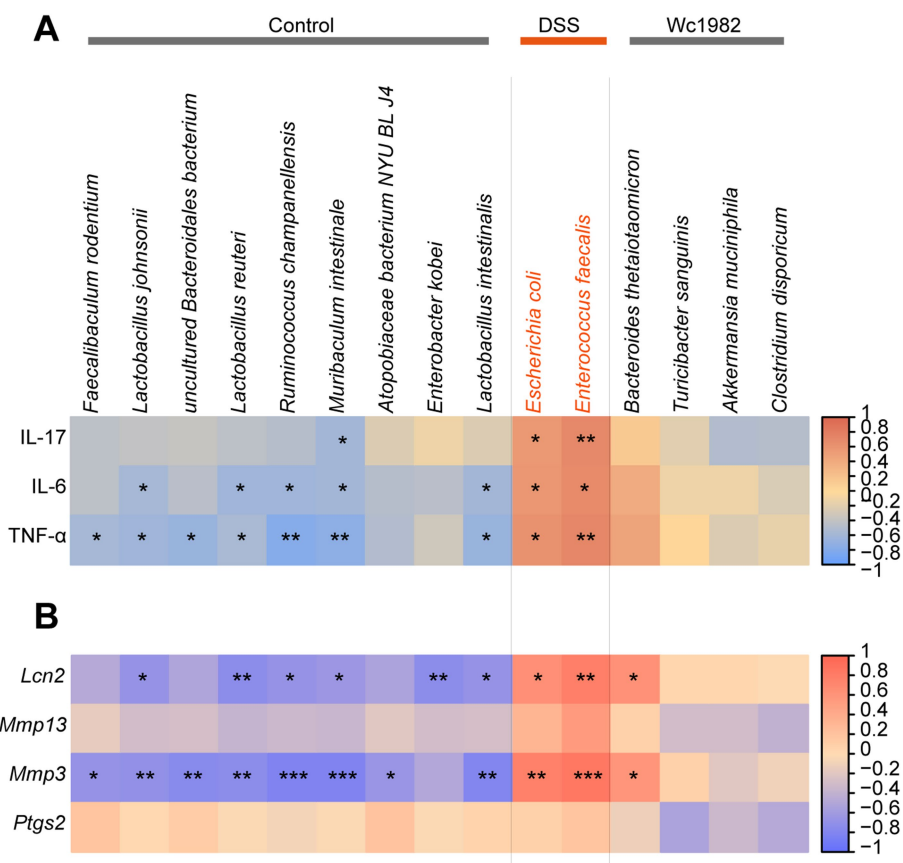 A
Control DSS Wc1982
Faecalibaculum rodentium
Lactobacillus johnsonii
uncultured Bacteroidales bacterium
Lactobacillus reuteri
Ruminococcus champanellensis
Muribaculum intestinale
Atopobiaceae bacterium NYU BL J4
Enterobacter kobei
Lactobacillus intestinalis
Escherichia coli
Enterococcus faecalis
Bacteroides thetaiotaomicron
Turicibacter sanguinis
Akkermansia muciniphila
Clostridium disporicum
IL-17 * * **
IL-6 * * * * * * *
TNF-α * * * * ** ** * * **
1
0.8
0.6
0.4
0.2
0
−0.2
−0.4
−0.6
−0.8
−1
B
Lcn2 * ** * * ** * * ** *
Mmp13
Mmp3 * ** ** ** *** *** * ** ** *** *
Ptgs2
1
0.8
0.6
0.4
0.2
0
−0.2
−0.4
−0.6
−0.8
−1